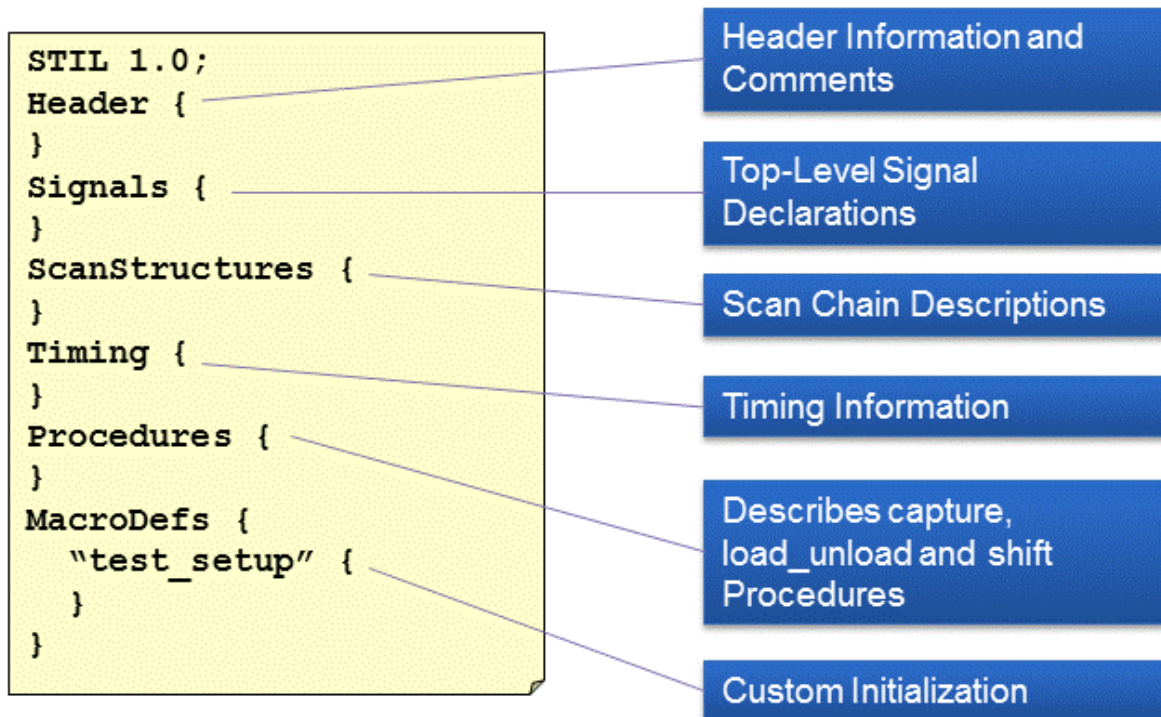 STIL 1.0;
Header {
}
Signals {
}
ScanStructures {
}
Timing {
}
Procedures {
}
MacroDefs {
“test_setup” {
}
}
Header Information and
Comments
Top-Level Signal
Declarations
Scan Chain Descriptions
Timing Information
Describes capture,
load_unload and shift
Procedures
Custom Initialization